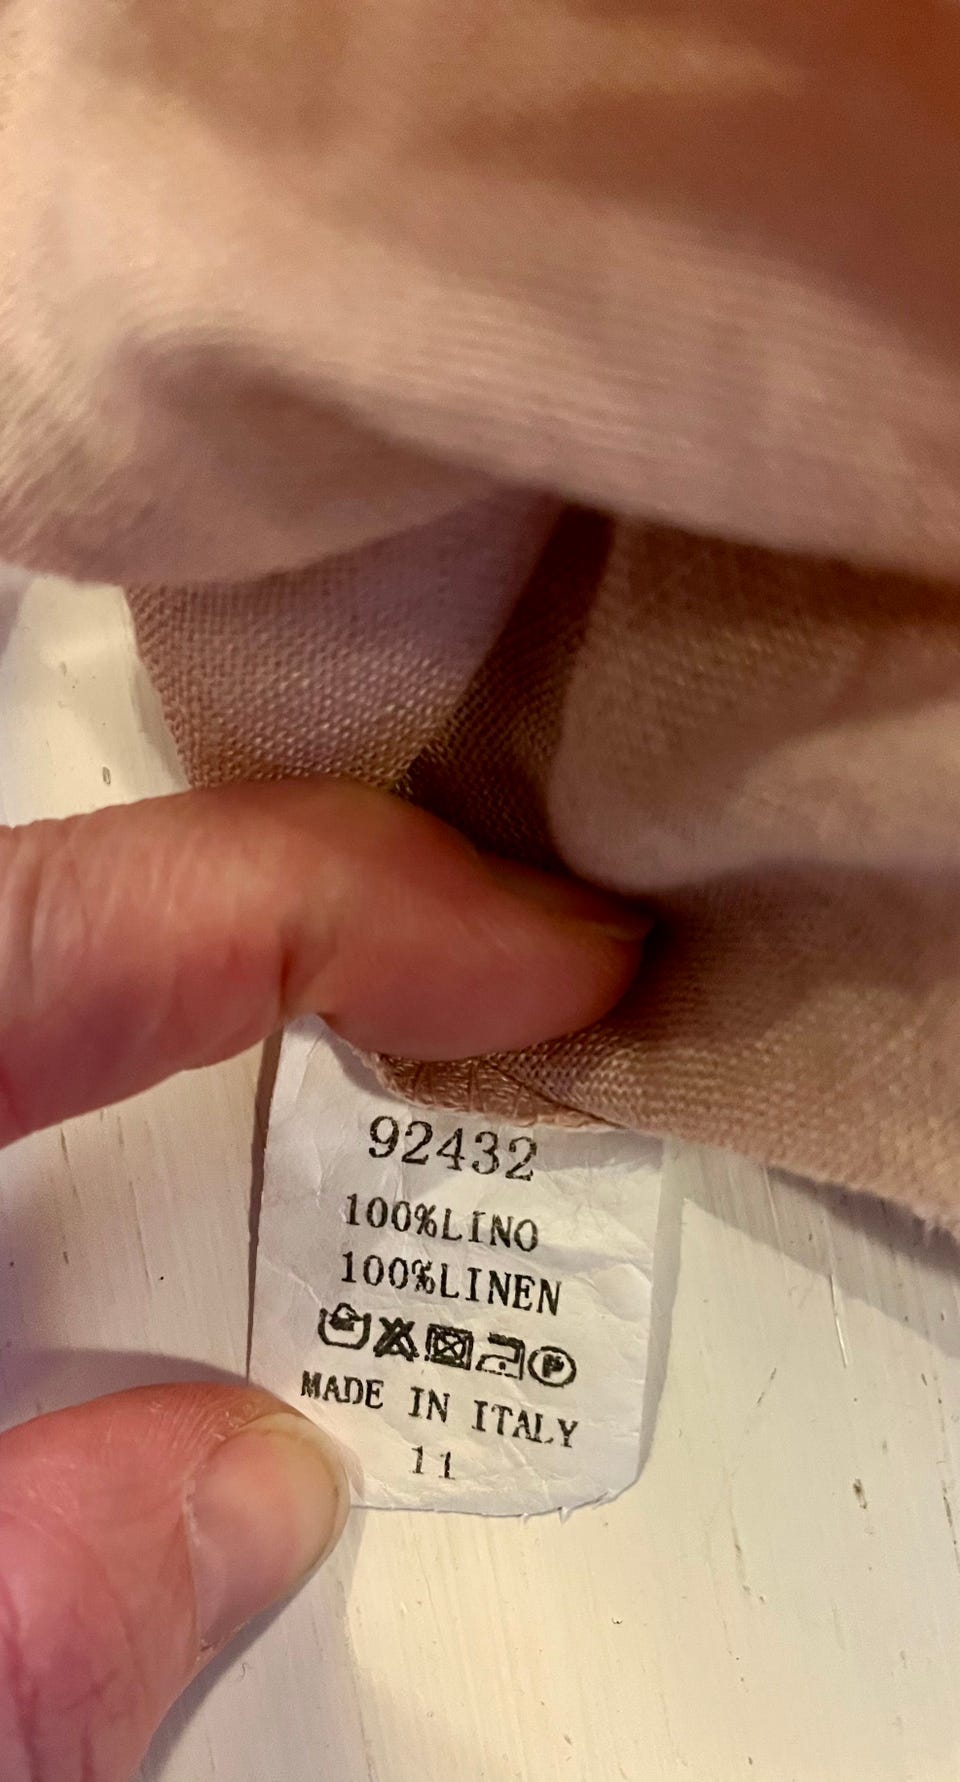 92432
100%LINO
100%LINEN
P
MADE IN ITALY
11